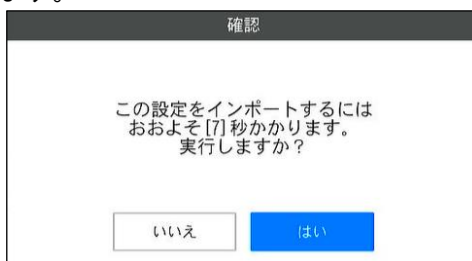 確認
この設定をインポートするには
おおよそ[7]秒かかります。
実行しますか？
いいえ
はい